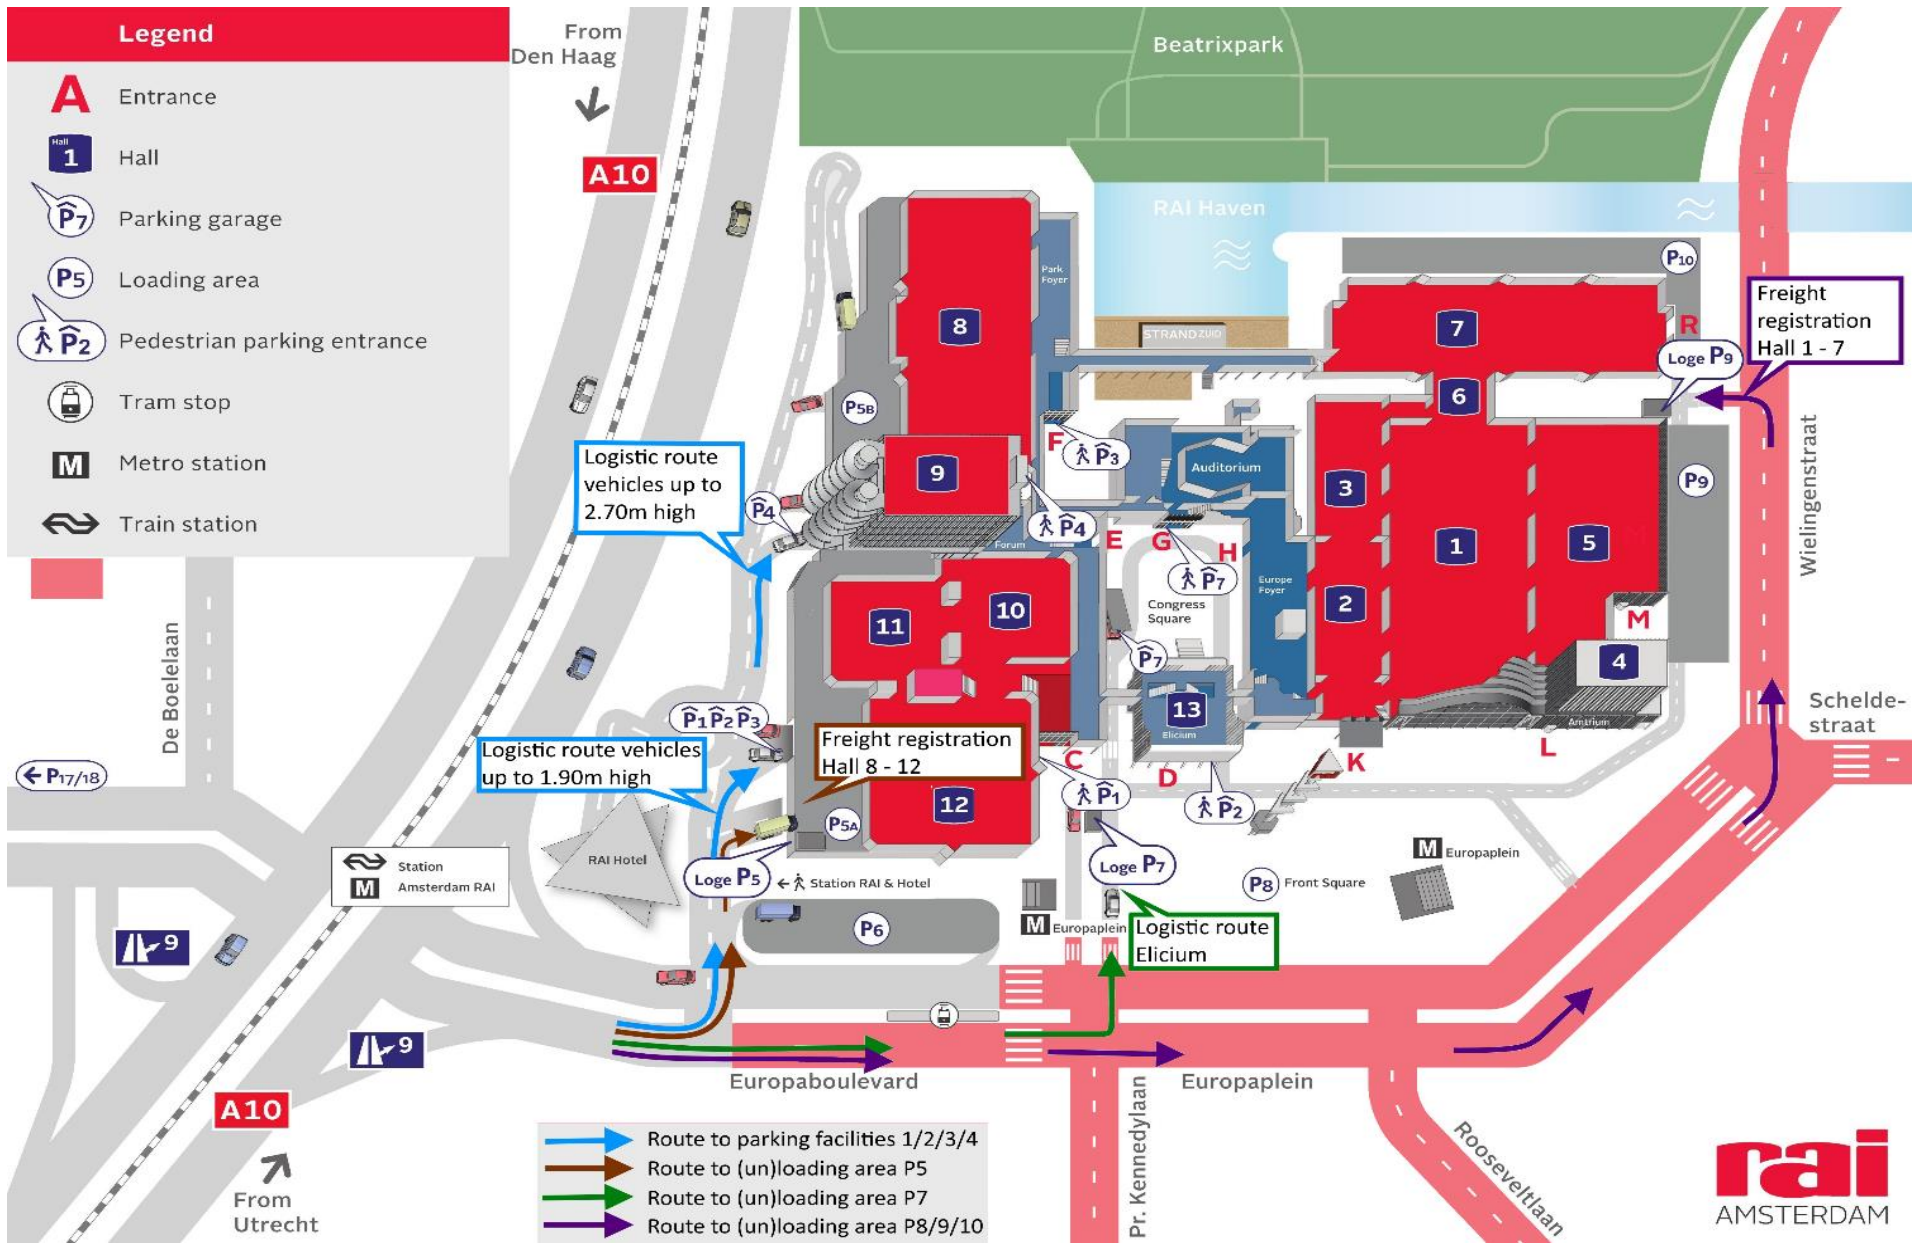 Legend
A Entrance
Hall
1 Hall
P7 Parking garage
P5 Loading area
P2 Pedestrian parking entrance
Tram stop
M Metro station
Train station
From
Den Haag
A10
Beatrixpark
RAI Haven
STRANDZUID
Park
Foyer
8
P5B
9
F
P3
P4
P4
Forum
Logistic route
vehicles up to
2.70m high
Auditorium
E
G
H
P7
Congress
Square
Europe
Foyer
P7
7
6
3
1
5
2
4
M
M
R
P10
Loge P9
P9
Freight
registration
Hall 1 - 7
Wielingenstraat
Schelde-
straat
11
10
12
13
Elicium
Amtrium
P1 P2 P3
Logistic route vehicles
up to 1.90m high
Freight registration
Hall 8 - 12
P5A
Loge P5
C
P1
D
P2
K
L
Loge P7
De Boelelaan
← P17/18
RAI Hotel
Station
M Amsterdam RAI
← Station RAI & Hotel
P6
P8 Front Square
M Europaplein
M Europaplein
Logistic route
Elicium
9
9
A10
From
Utrecht
Europaboulevard
Europaplein
Pr. Kennedylaan
Rooseveltlaan
Route to parking facilities 1/2/3/4
Route to (un)loading area P5
Route to (un)loading area P7
Route to (un)loading area P8/9/10
rai
AMSTERDAM